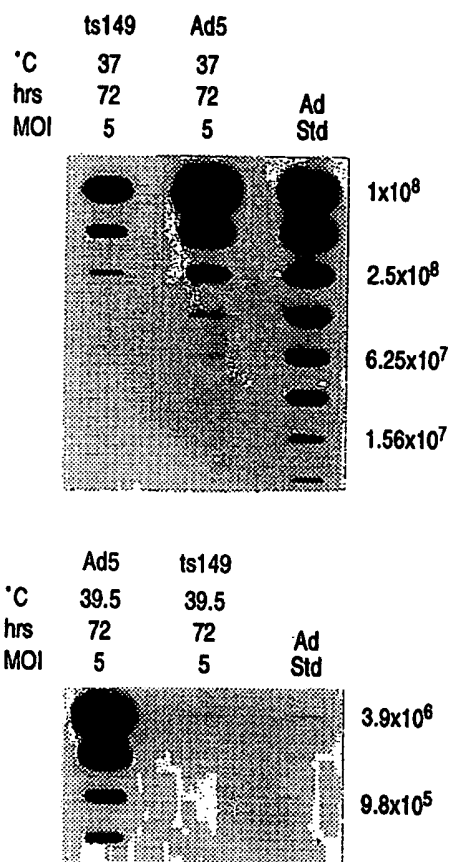 ts149 Ad5
°C 37 37
hrs 72 72 Ad
MOI 5 5 Std
1x10⁸
2.5x10⁸
6.25x10⁷
1.56x10⁷
Ad5 ts149
°C 39.5 39.5
hrs 72 72 Ad
MOI 5 5 Std
3.9x10⁶
9.8x10⁵